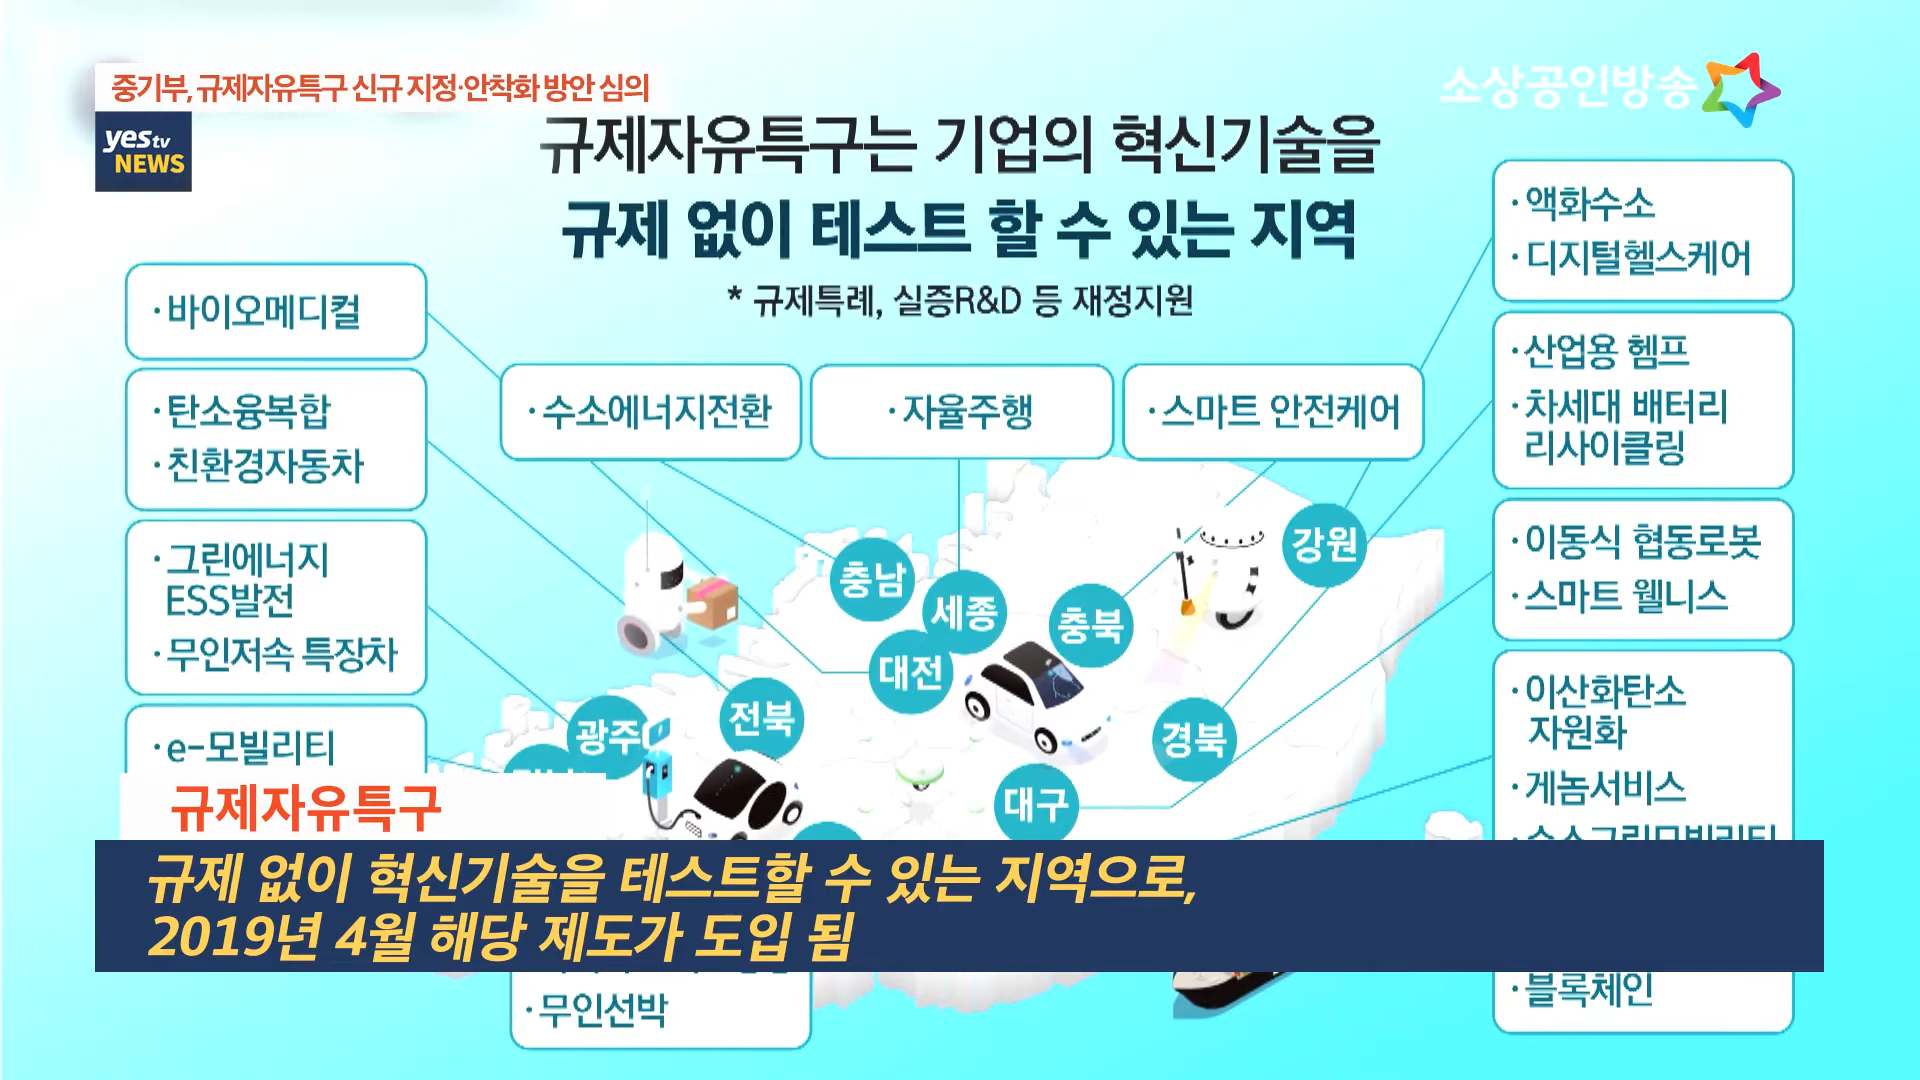 중기부, 규제자유특구 신규 지정·안착화 방안 심의
소상공인방송
yestv
NEWS
규제자유특구는 기업의 혁신기술을
규제 없이 테스트 할 수 있는 지역
* 규제특례, 실증R&D 등 재정지원
·바이오메디컬
·탄소융복합
·친환경자동차
·그린에너지
ESS발전
·무인저속 특장차
·e-모빌리티
·수소에너지전환
·자율주행
·스마트 안전케어
·액화수소
·디지털헬스케어
·산업용 헴프
·차세대 배터리
리사이클링
·이동식 협동로봇
·스마트 웰니스
·이산화탄소
자원화
·게놈서비스
·수소그린모빌리티
·블록체인
강원
충남
세종
충북
대전
전북
광주
경북
대구
규제자유특구
규제 없이 혁신기술을 테스트할 수 있는 지역으로,
2019년 4월 해당 제도가 도입 됨
·무인선박